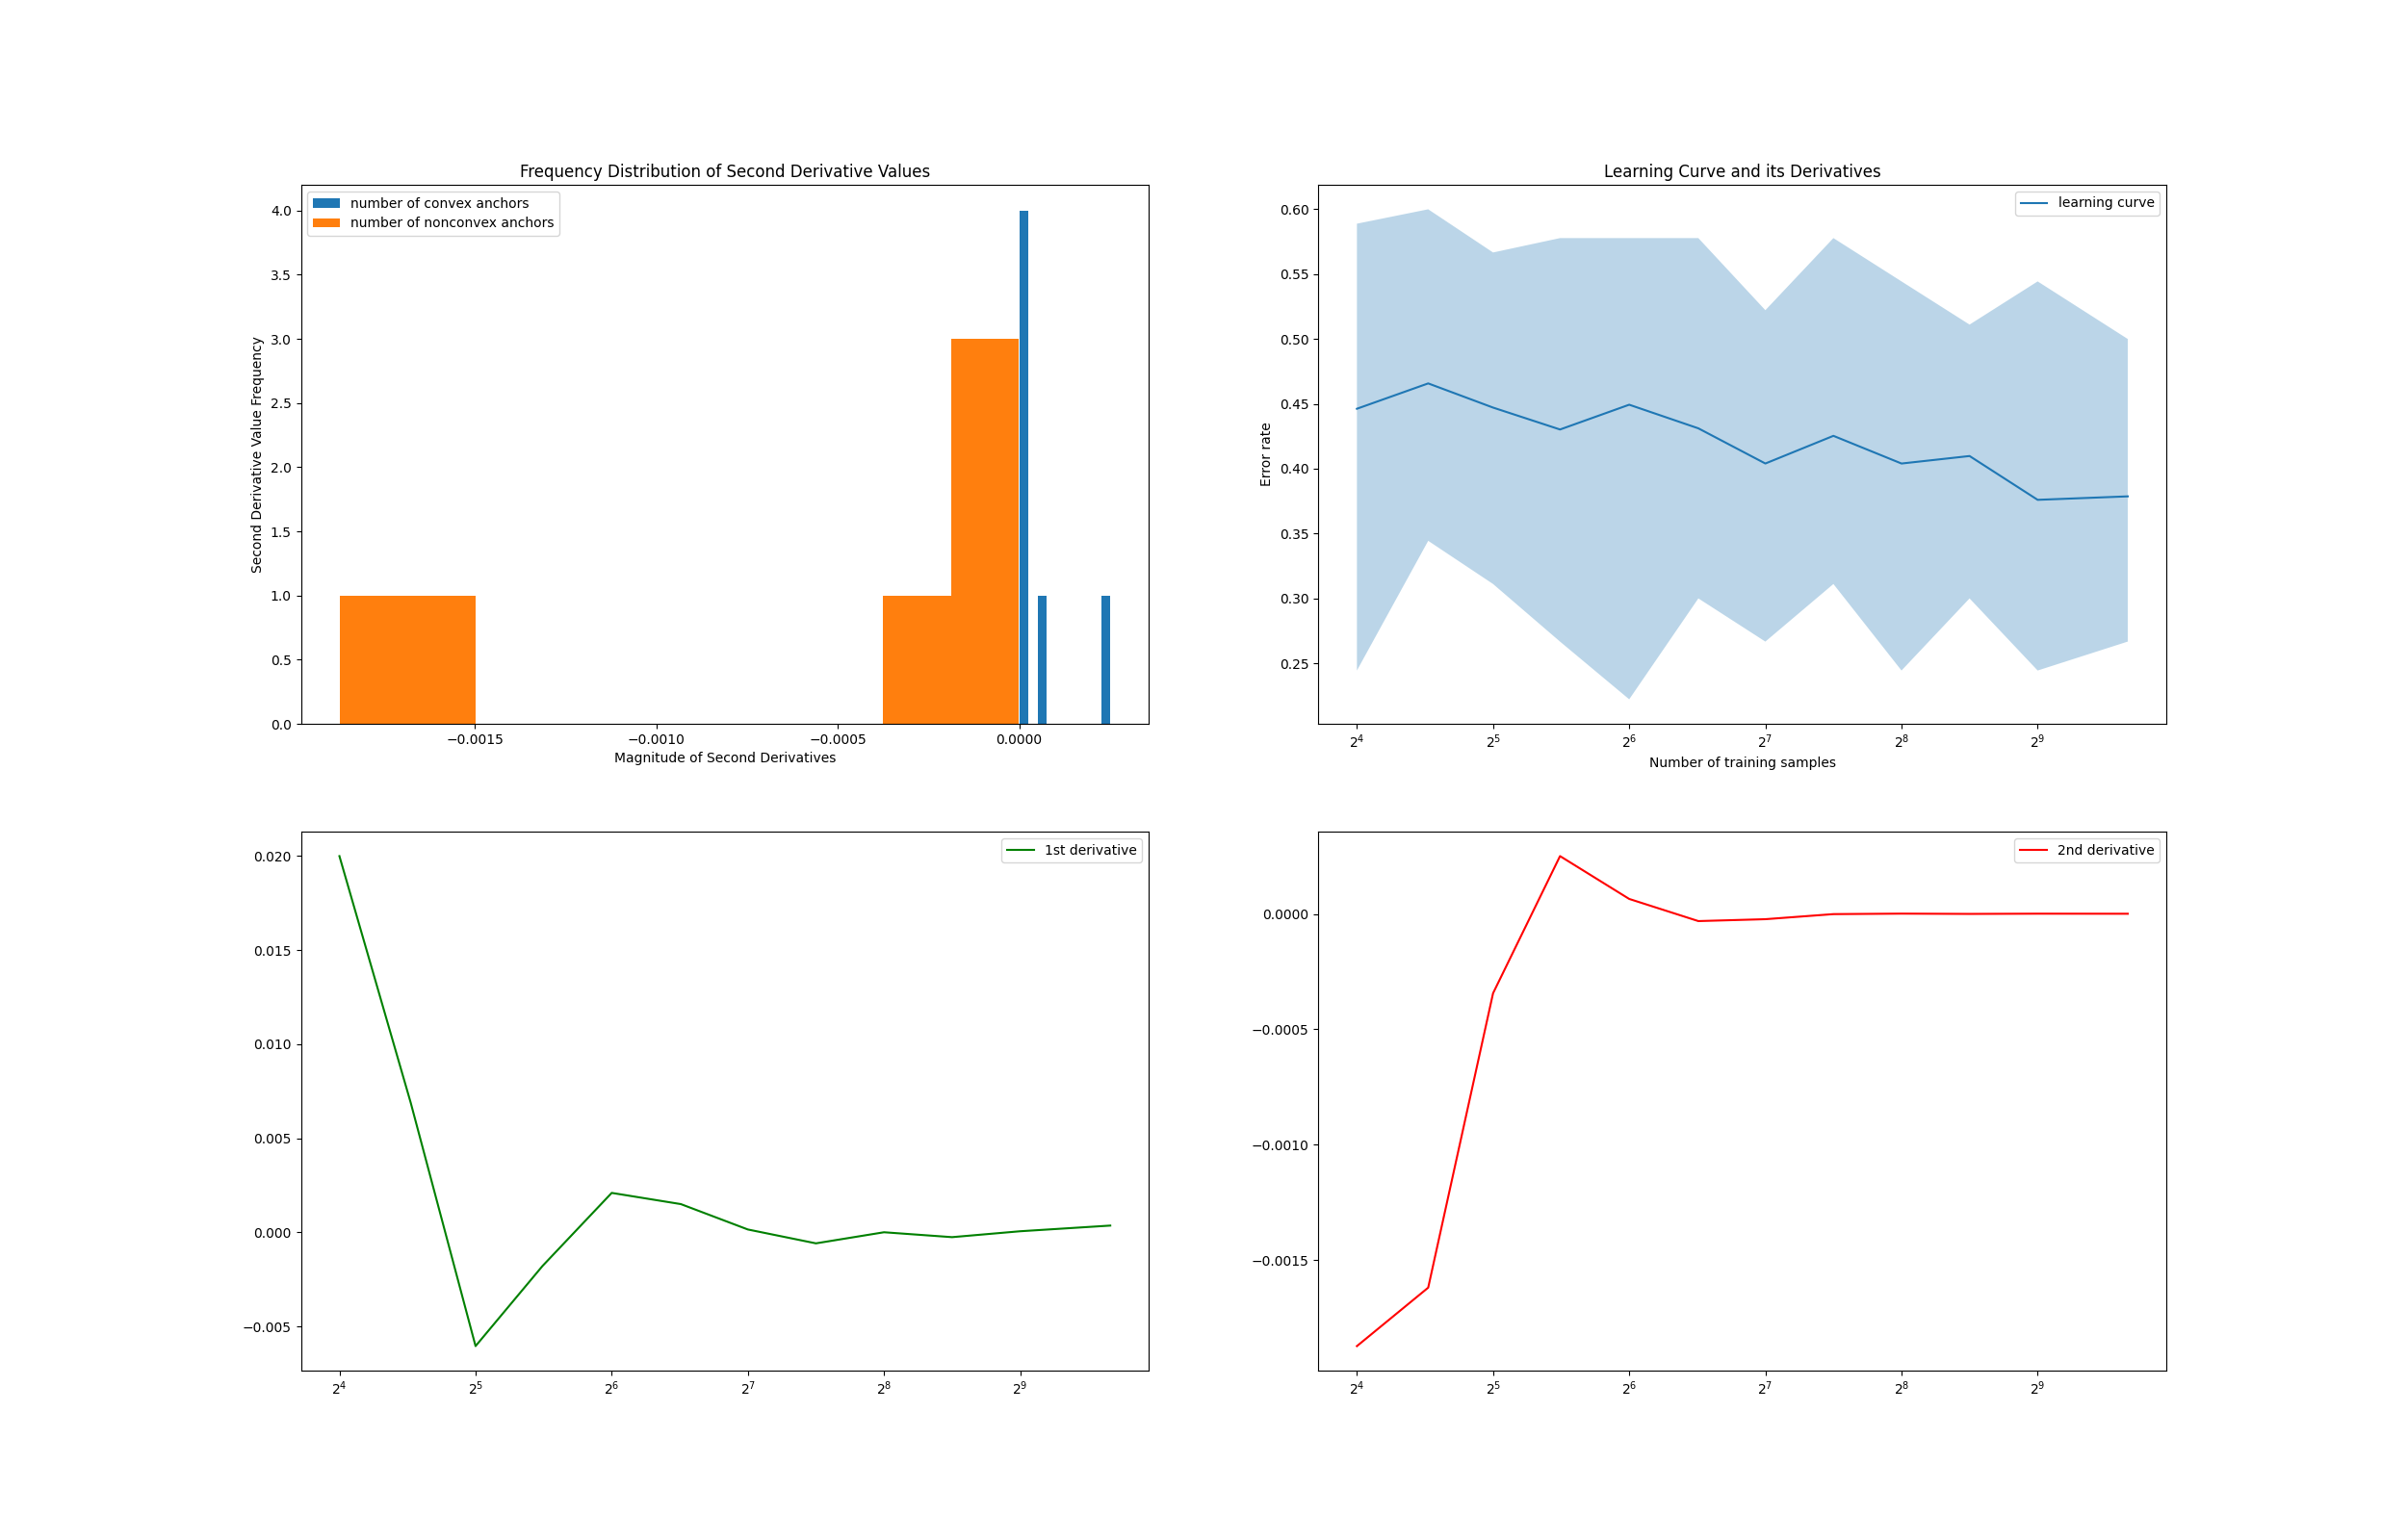 Frequency Distribution of Second Derivative Values
number of convex anchors
number of nonconvex anchors
4.0
3.5
3.0
2.5
2.0
1.5
1.0
0.5
0.0
Second Derivative Value Frequency
−0.0015 −0.0010 −0.0005 0.0000
Magnitude of Second Derivatives
Learning Curve and its Derivatives
learning curve
0.60
0.55
0.50
0.45
0.40
0.35
0.30
0.25
Error rate
2⁴ 2⁵ 2⁶ 2⁷ 2⁸ 2⁹
Number of training samples
1st derivative
0.020
0.015
0.010
0.005
0.000
−0.005
2⁴ 2⁵ 2⁶ 2⁷ 2⁸ 2⁹
2nd derivative
0.0000
−0.0005
−0.0010
−0.0015
2⁴ 2⁵ 2⁶ 2⁷ 2⁸ 2⁹